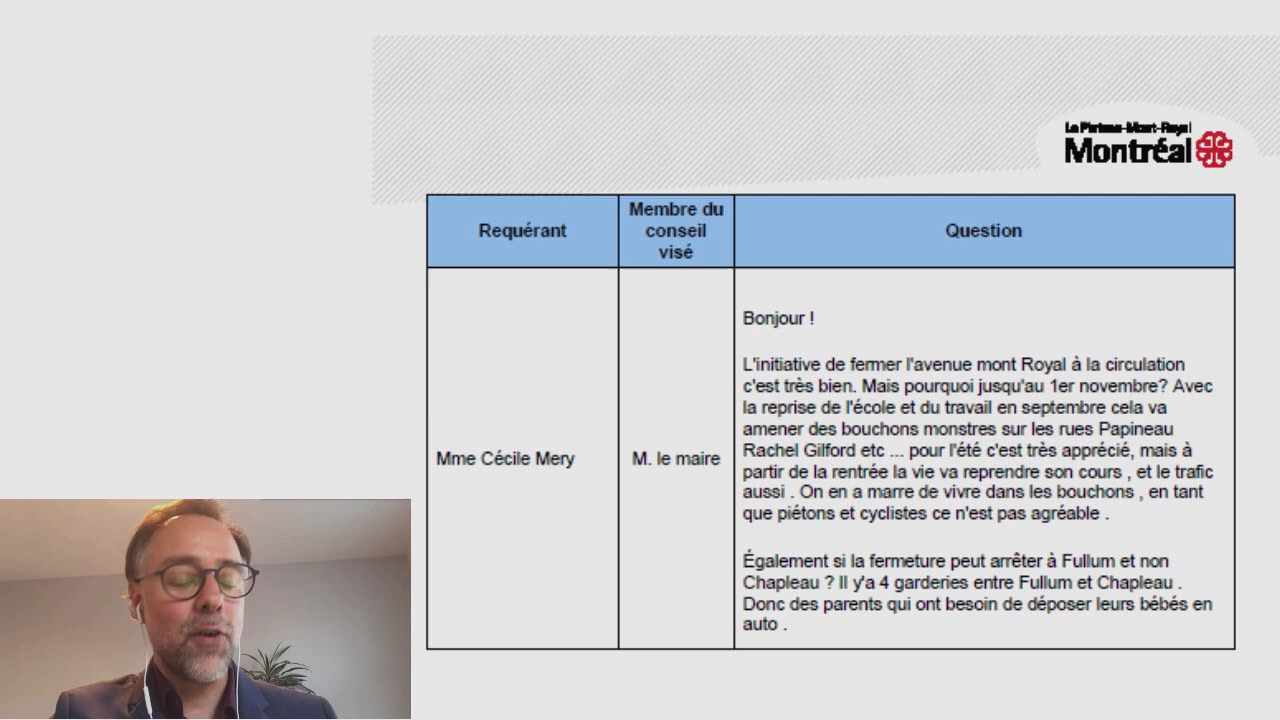 Le Plateau-Mont-Royal
Montréal
Requérant
Membre du
conseil
visé
Question
Mme Cécile Mery
M. le maire
Bonjour !
L'initiative de fermer l'avenue mont Royal à la circulation
c'est très bien. Mais pourquoi jusqu'au 1er novembre? Avec
la reprise de l'école et du travail en septembre cela va
amener des bouchons monstres sur les rues Papineau
Rachel Gilford etc ... pour l'été c'est très apprécié, mais à
partir de la rentrée la vie va reprendre son cours , et le trafic
aussi . On en a marre de vivre dans les bouchons , en tant
que piétons et cyclistes ce n'est pas agréable .
Également si la fermeture peut arrêter à Fullum et non
Chapleau ? Il y'a 4 garderies entre Fullum et Chapleau .
Donc des parents qui ont besoin de déposer leurs bébés en
auto .